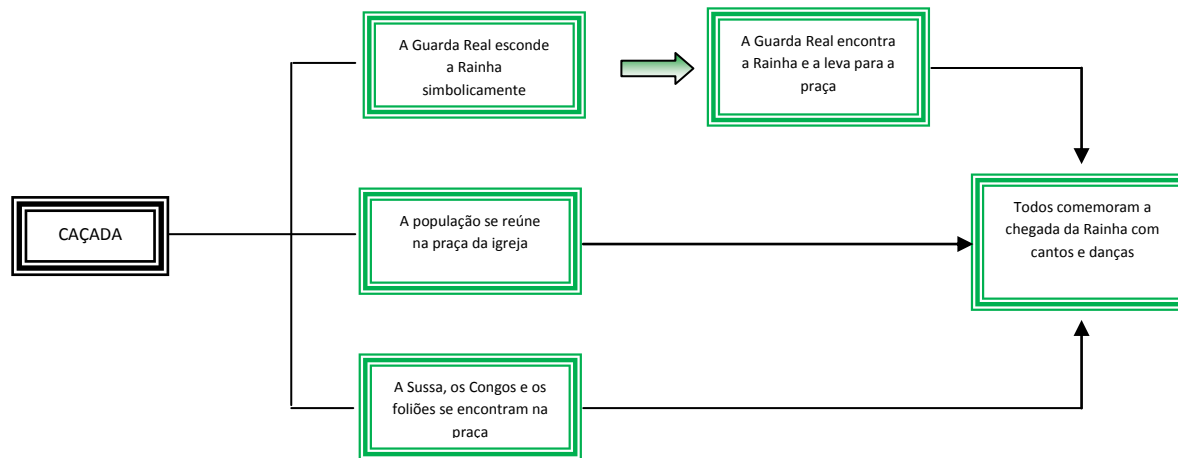 A Guarda Real esconde
a Rainha
simbolicamente
A Guarda Real encontra
a Rainha e a leva para a
praça
CAÇADA
A população se reúne
na praça da igreja
Todos comemoram a
chegada da Rainha com
cantos e danças
A Sussa, os Congos e os
foliões se encontram na
praça